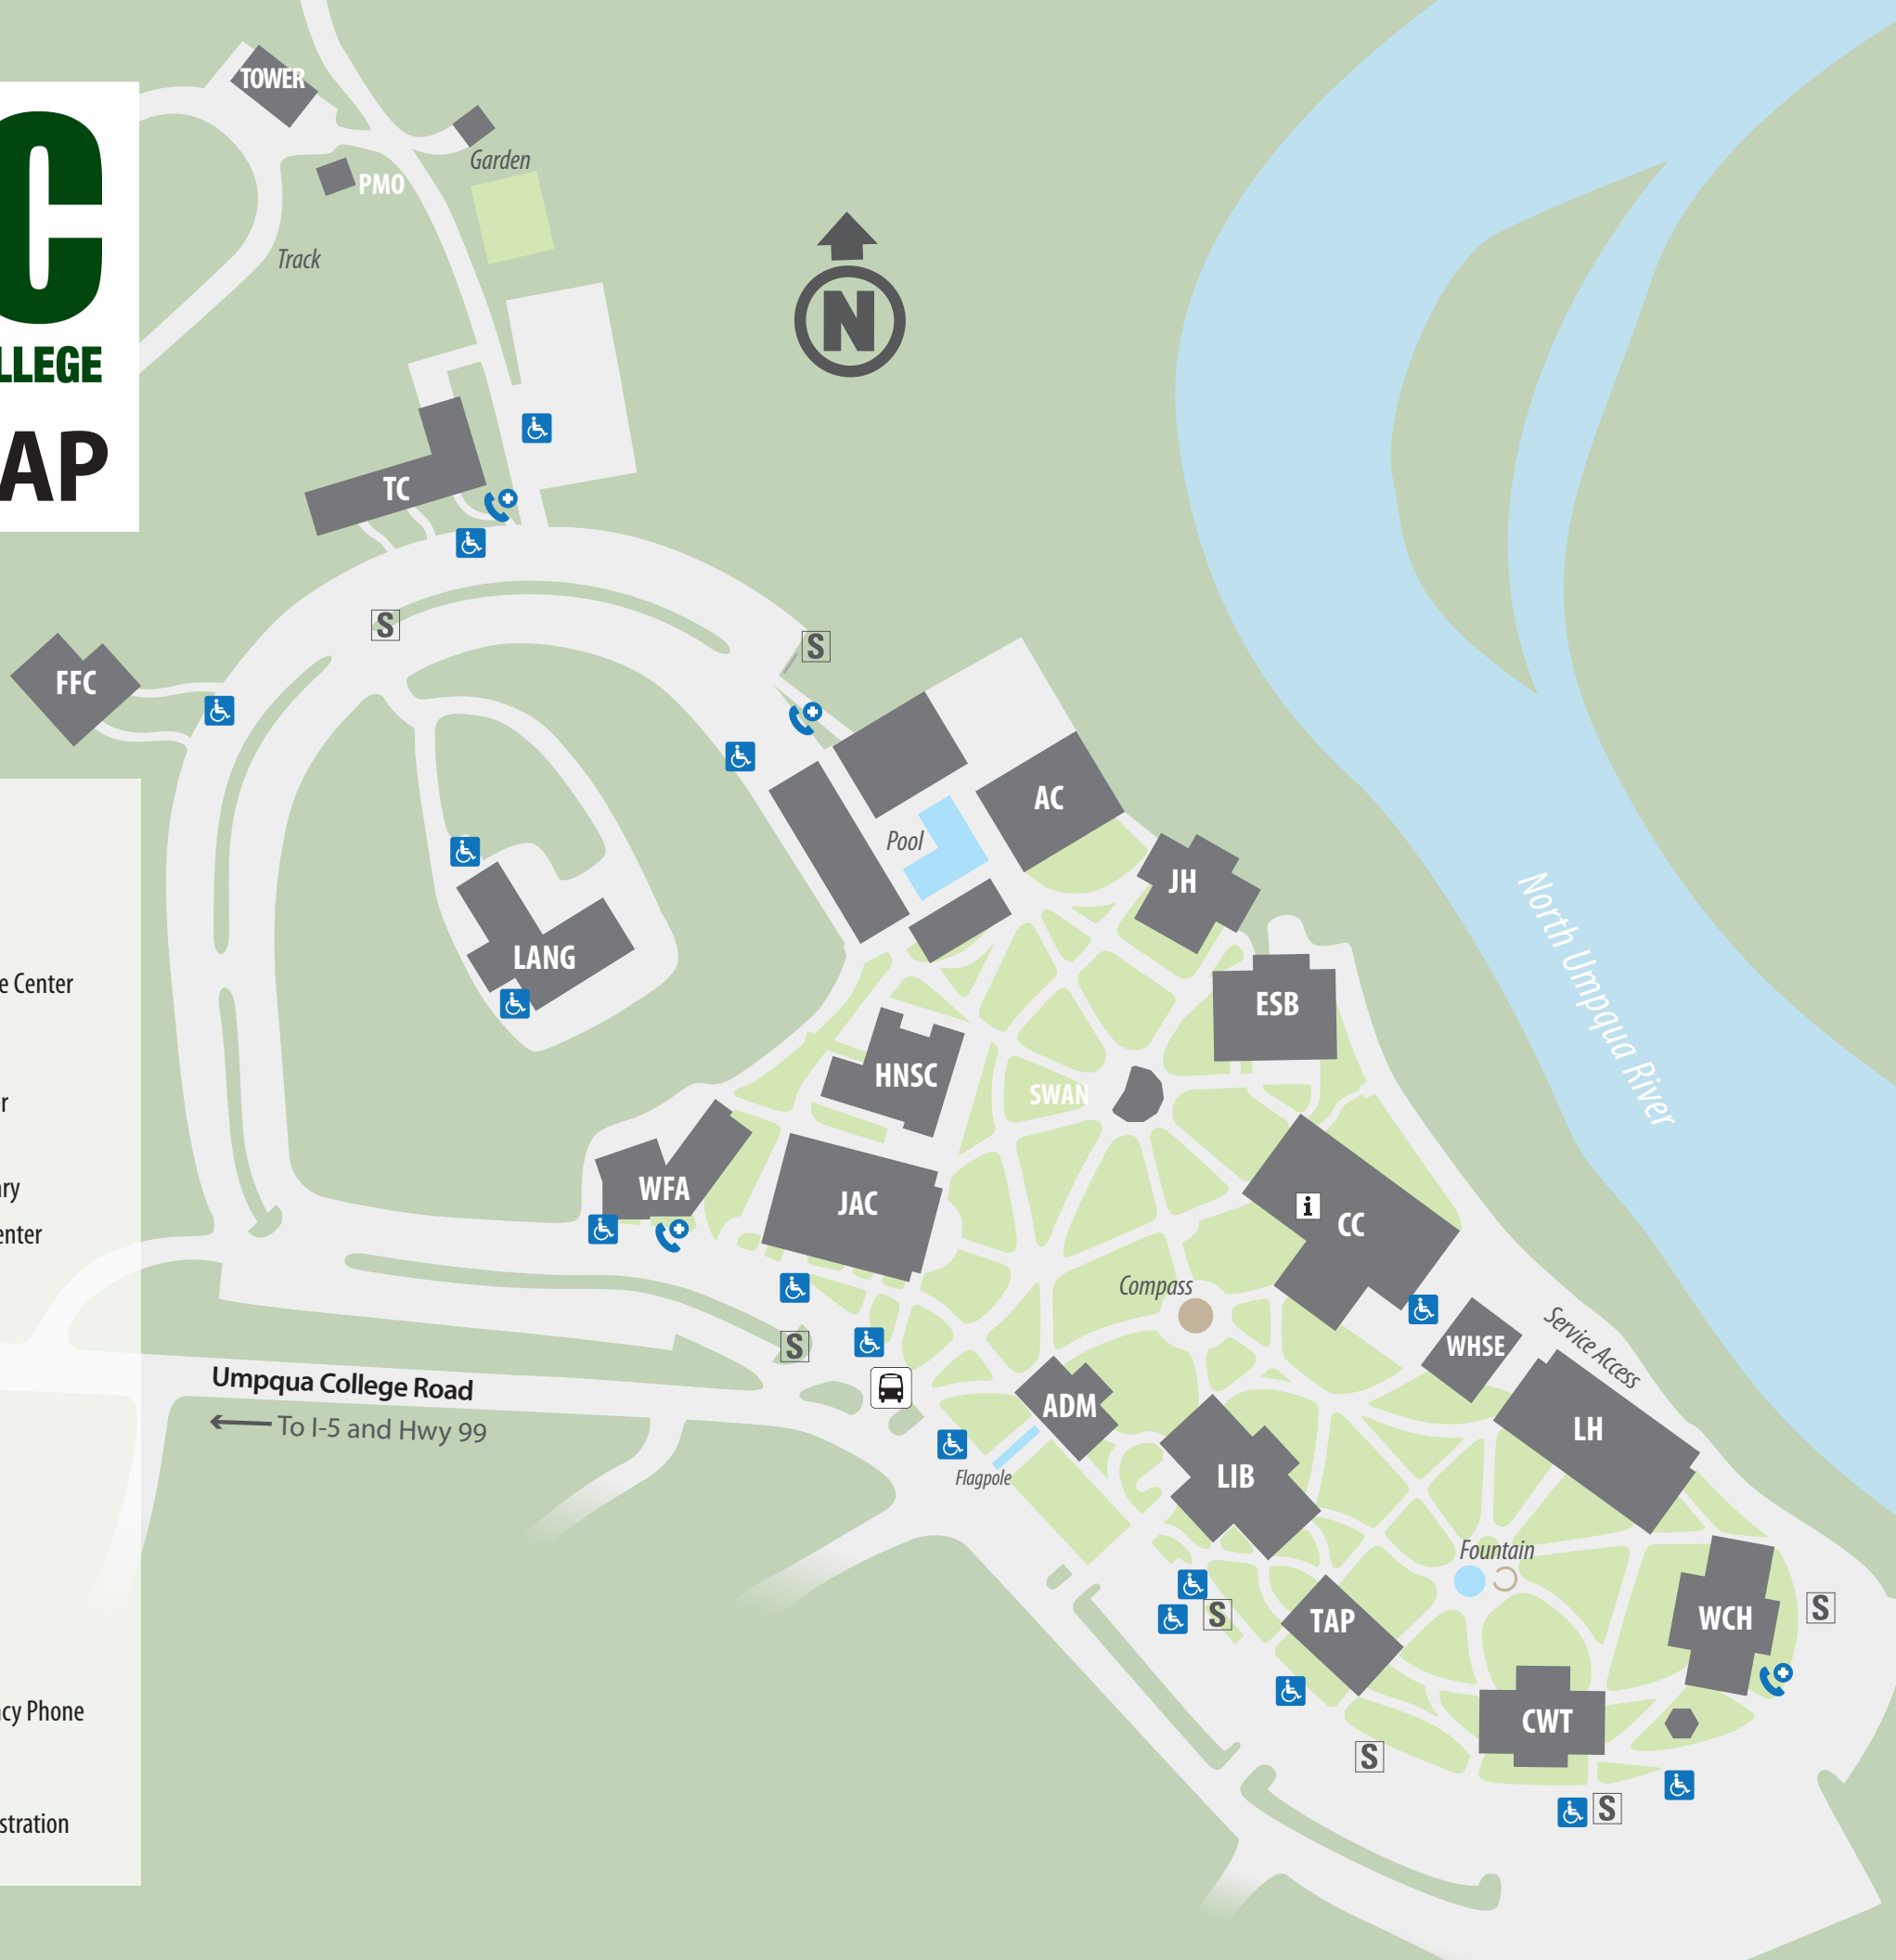 TOWER
Garden
PMO
Track
C
LLEGE
AP
N
TC
S
S
FFC
AC
Pool
JH
LANG
ESB
HNSC
SWAN
North Umpqua River
e Center
r
ry
enter
WFA
JAC
i
CC
Compass
WHSE
Service Access
S
Umpqua College Road
To I-5 and Hwy 99
ADM
LH
Flagpole
LIB
Fountain
S
TAP
WCH
S
CWT
S
S
cy Phone
stration